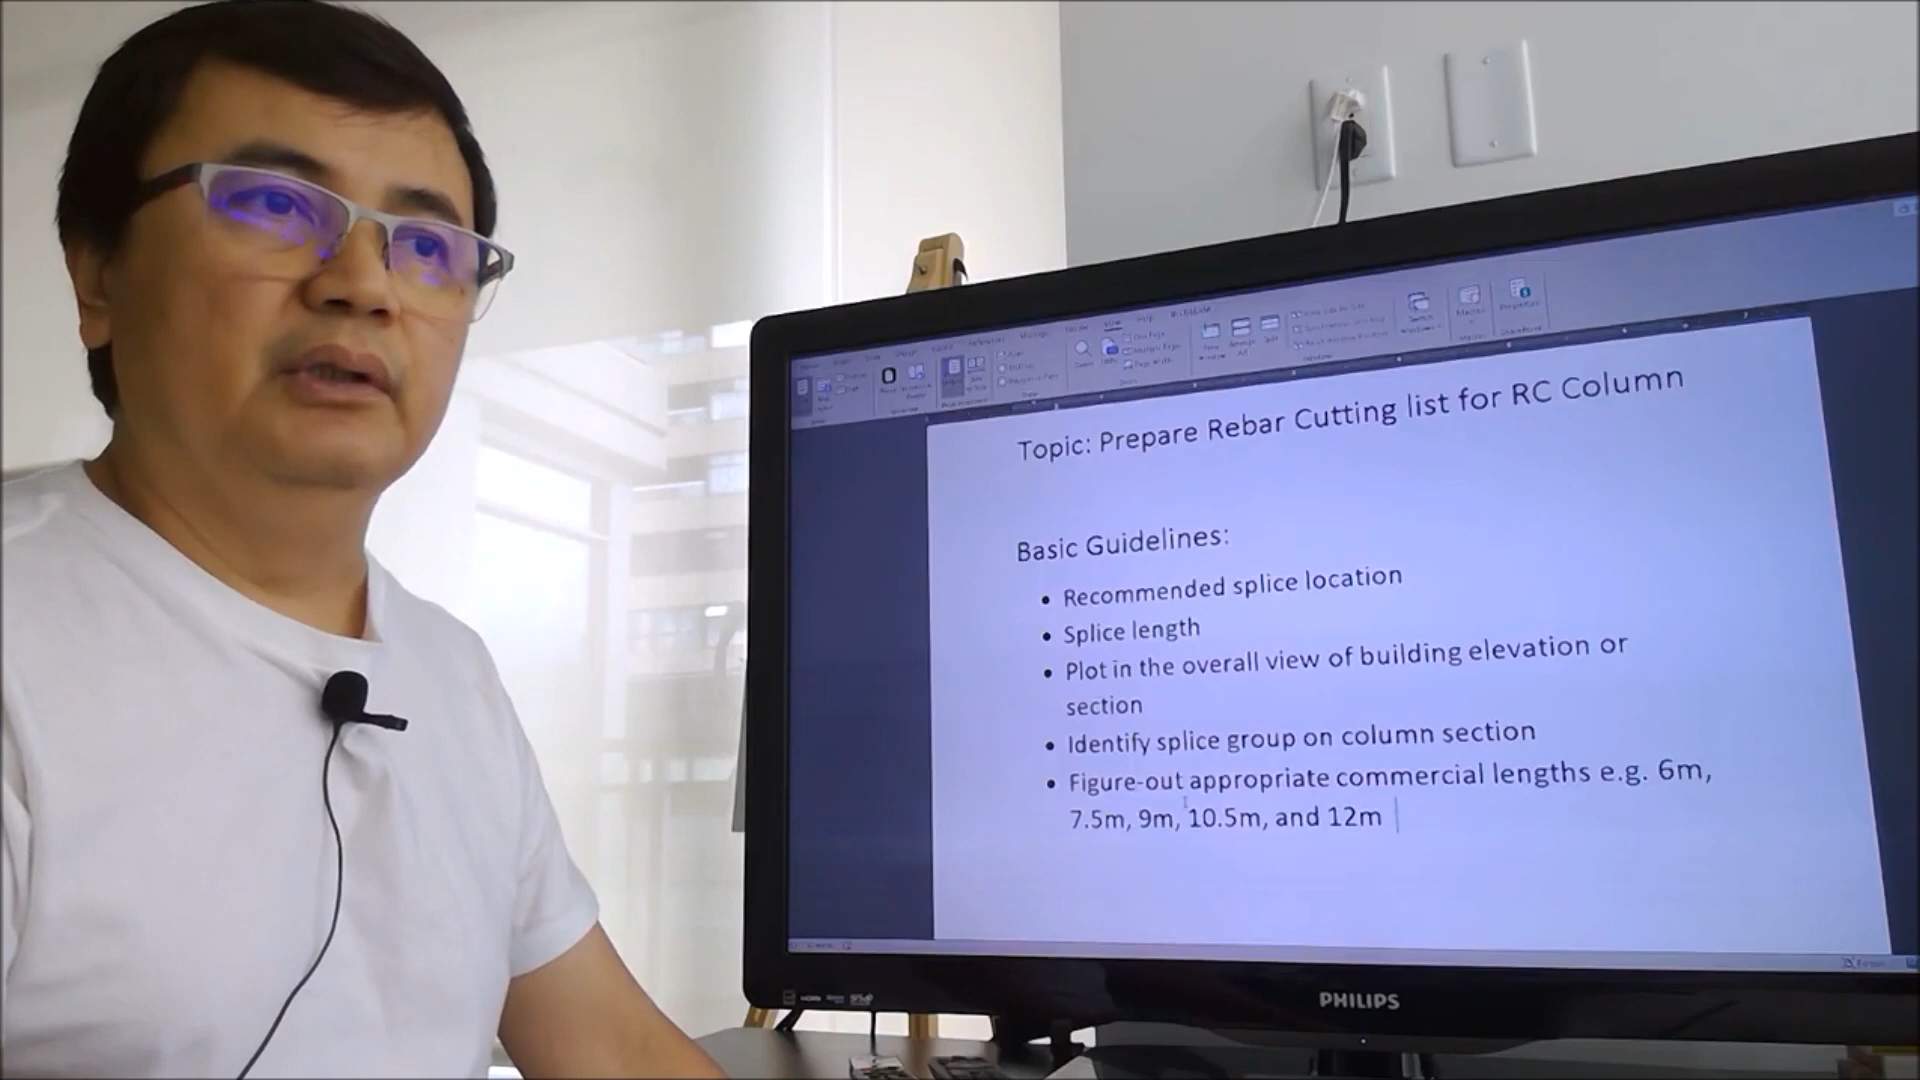 Topic: Prepare Rebar Cutting list for RC Column
Basic Guidelines:
• Recommended splice location
• Splice length
• Plot in the overall view of building elevation or
section
• Identify splice group on column section
• Figure-out appropriate commercial lengths e.g. 6m,
7.5m, 9m, 10.5m, and 12m
PHILIPS